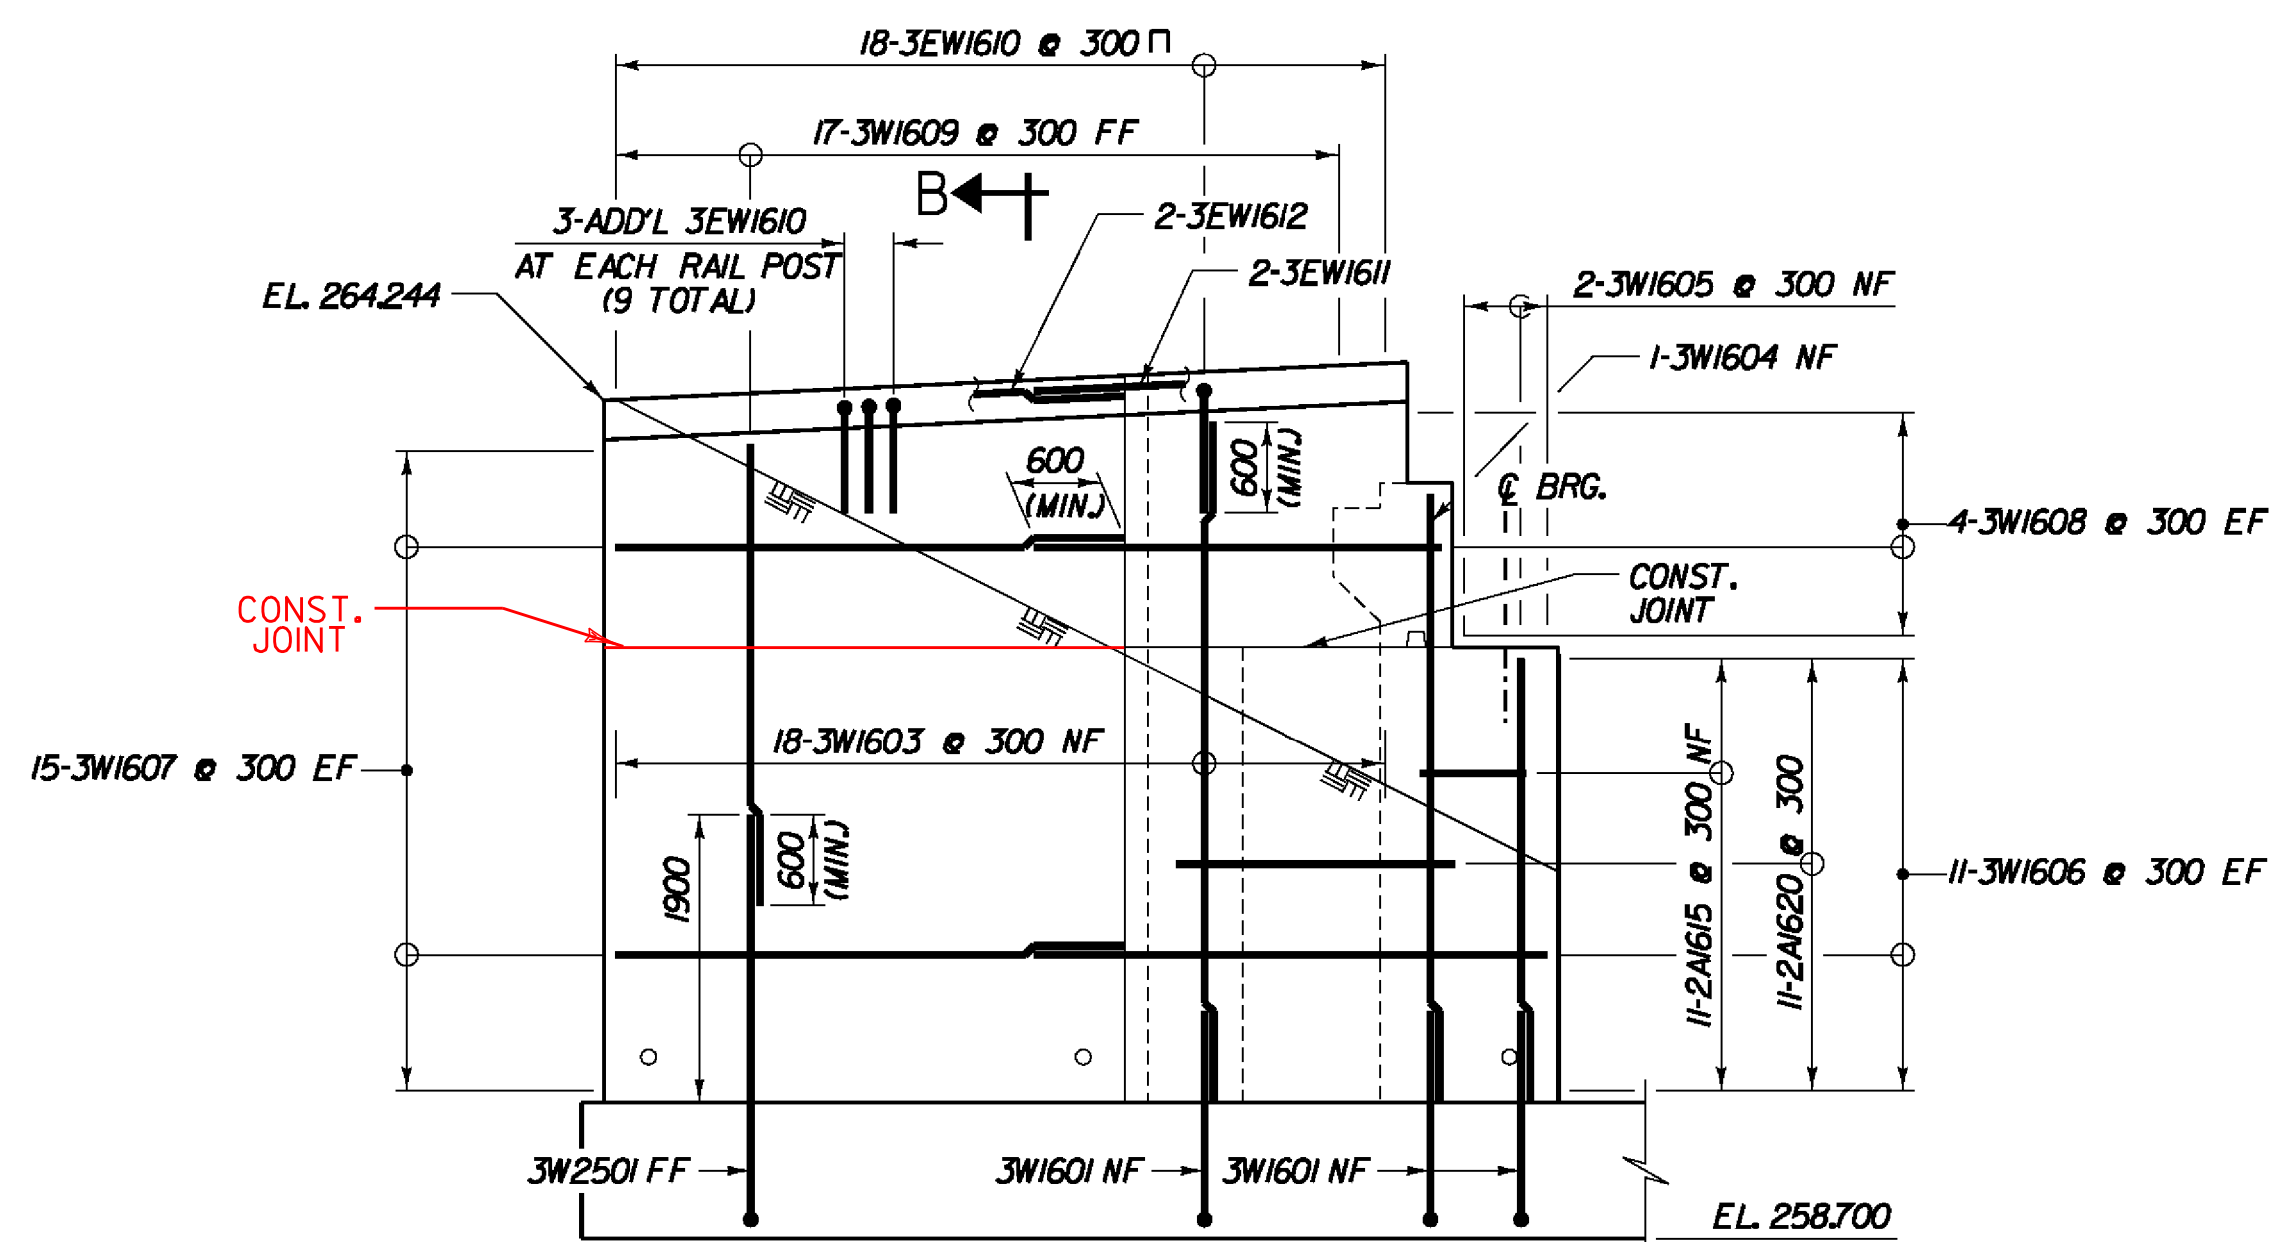 18-3EW1610 @ 300
17-3W1609 @ 300 FF
B
3-ADD'L 3EW1610
AT EACH RAIL POST
(9 TOTAL)
2-3EW1612
2-3EW1611
EL. 264.244
2-3W1605 @ 300 NF
1-3W1604 NF
600
(MIN.)
600
(MIN.)
℄ BRG.
4-3W1608 @ 300 EF
CONST.
JOINT
CONST.
JOINT
18-3W1603 @ 300 NF
15-3W1607 @ 300 EF
1900
600
(MIN.)
11-2A1615 @ 300 NF
11-2A1620 @ 300
11-3W1606 @ 300 EF
3W2501 FF
3W1601 NF
3W1601 NF
EL. 258.700